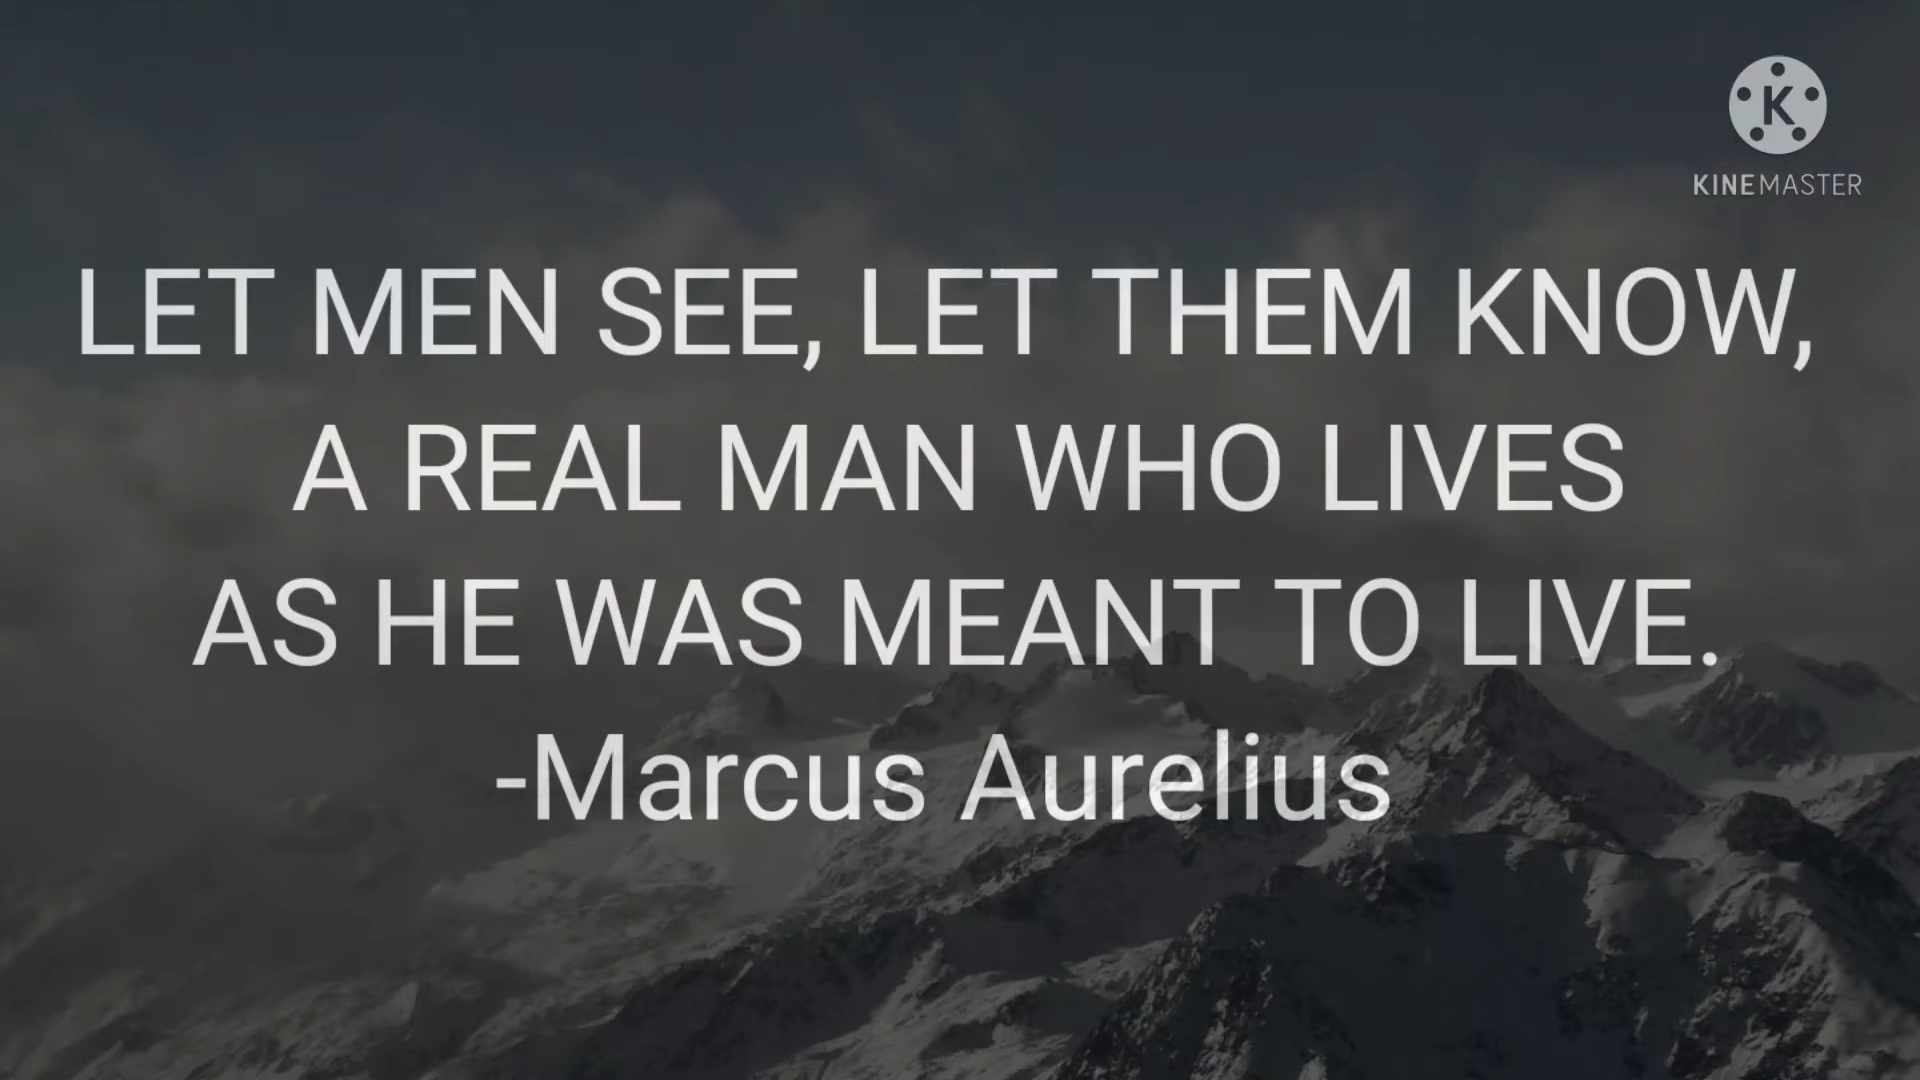 K
KINEMASTER
LET MEN SEE, LET THEM KNOW,
A REAL MAN WHO LIVES
AS HE WAS MEANT TO LIVE.
-Marcus Aurelius